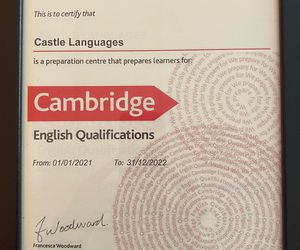 This is to certify that
Castle Languages
is a preparation centre that prepares learners for:
Cambridge
English Qualifications
From: 01/01/2021 To: 31/12/2022
F Woodward
Francesca Woodward